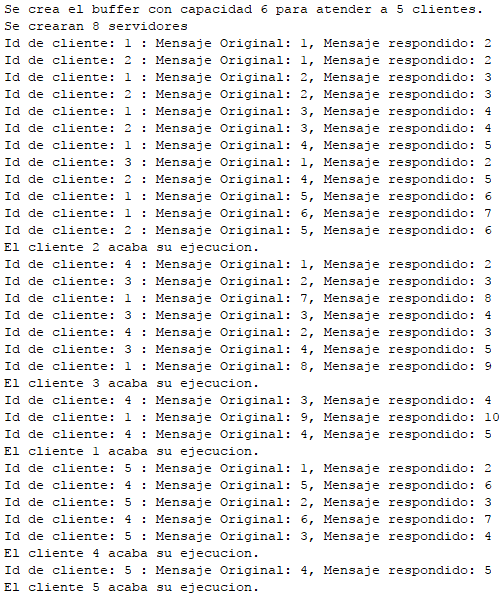 Se crea el buffer con capacidad 6 para atender a 5 clientes.
Se crearan 8 servidores
Id de cliente: 1 : Mensaje Original: 1, Mensaje respondido: 2
Id de cliente: 2 : Mensaje Original: 1, Mensaje respondido: 2
Id de cliente: 1 : Mensaje Original: 2, Mensaje respondido: 3
Id de cliente: 2 : Mensaje Original: 2, Mensaje respondido: 3
Id de cliente: 1 : Mensaje Original: 3, Mensaje respondido: 4
Id de cliente: 2 : Mensaje Original: 3, Mensaje respondido: 4
Id de cliente: 1 : Mensaje Original: 4, Mensaje respondido: 5
Id de cliente: 3 : Mensaje Original: 1, Mensaje respondido: 2
Id de cliente: 2 : Mensaje Original: 4, Mensaje respondido: 5
Id de cliente: 1 : Mensaje Original: 5, Mensaje respondido: 6
Id de cliente: 1 : Mensaje Original: 6, Mensaje respondido: 7
Id de cliente: 2 : Mensaje Original: 5, Mensaje respondido: 6
El cliente 2 acaba su ejecucion.
Id de cliente: 4 : Mensaje Original: 1, Mensaje respondido: 2
Id de cliente: 3 : Mensaje Original: 2, Mensaje respondido: 3
Id de cliente: 1 : Mensaje Original: 7, Mensaje respondido: 8
Id de cliente: 3 : Mensaje Original: 3, Mensaje respondido: 4
Id de cliente: 4 : Mensaje Original: 2, Mensaje respondido: 3
Id de cliente: 3 : Mensaje Original: 4, Mensaje respondido: 5
Id de cliente: 1 : Mensaje Original: 8, Mensaje respondido: 9
El cliente 3 acaba su ejecucion.
Id de cliente: 4 : Mensaje Original: 3, Mensaje respondido: 4
Id de cliente: 1 : Mensaje Original: 9, Mensaje respondido: 10
Id de cliente: 4 : Mensaje Original: 4, Mensaje respondido: 5
El cliente 1 acaba su ejecucion.
Id de cliente: 5 : Mensaje Original: 1, Mensaje respondido: 2
Id de cliente: 4 : Mensaje Original: 5, Mensaje respondido: 6
Id de cliente: 5 : Mensaje Original: 2, Mensaje respondido: 3
Id de cliente: 4 : Mensaje Original: 6, Mensaje respondido: 7
Id de cliente: 5 : Mensaje Original: 3, Mensaje respondido: 4
El cliente 4 acaba su ejecucion.
Id de cliente: 5 : Mensaje Original: 4, Mensaje respondido: 5
El cliente 5 acaba su ejecucion.